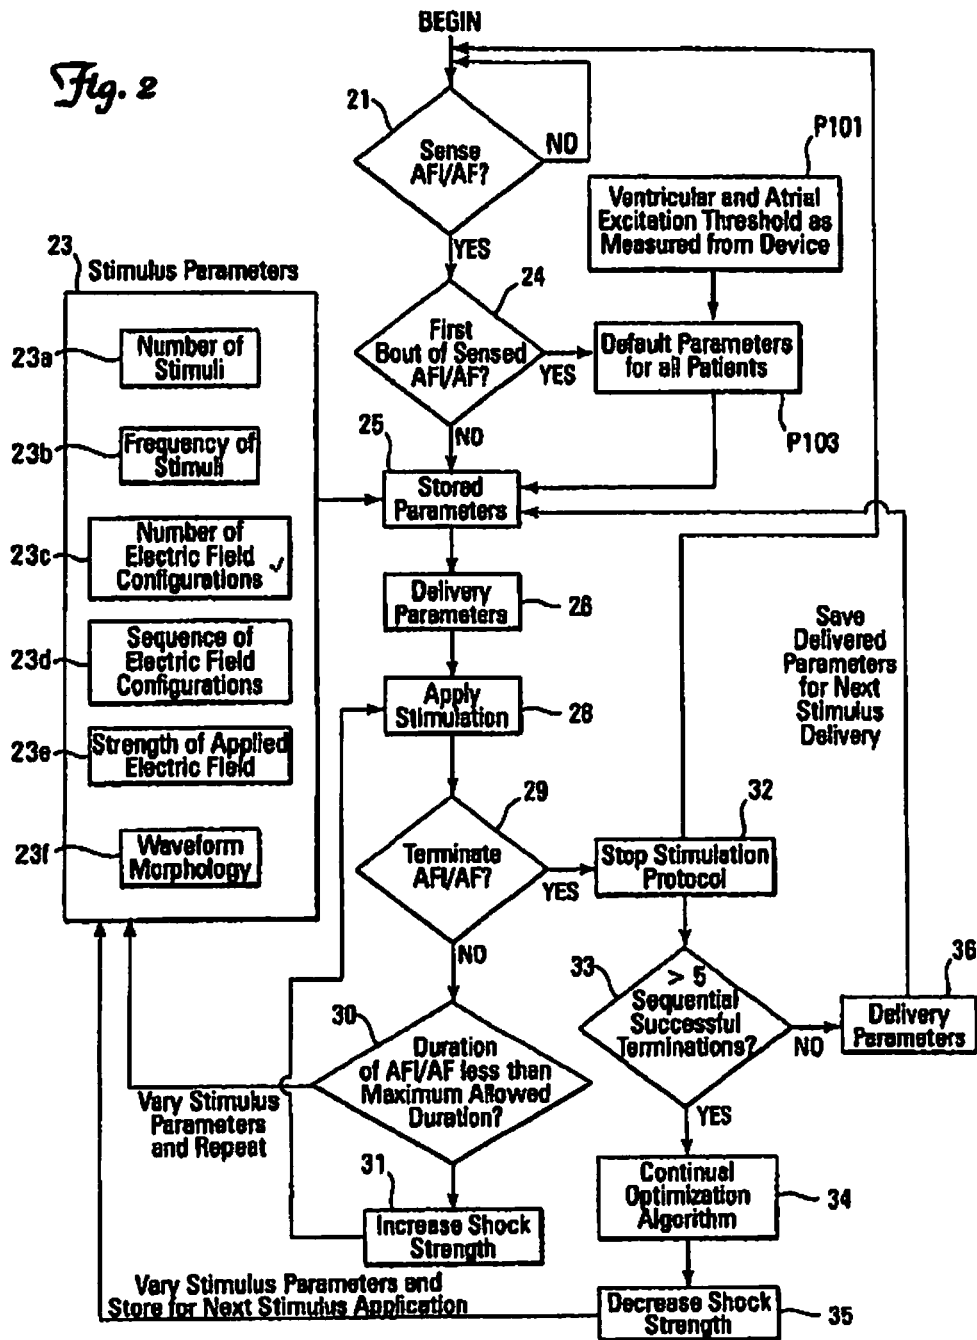 Fig. 2
BEGIN
21
Sense
AFl/AF?
NO
YES
P101
Ventricular and Atrial
Excitation Threshold as
Measured from Device
24
First
Bout of Sensed
AFl/AF?
YES
NO
Default Parameters
for all Patients
P103
23
Stimulus Parameters
23a
Number of
Stimuli
23b
Frequency of
Stimuli
23c
Number of
Electric Field
Configurations
23d
Sequence of
Electric Field
Configurations
23e
Strength of Applied
Electric Field
23f
Waveform
Morphology
25
Stored
Parameters
Delivery
Parameters
26
Apply
Stimulation
28
29
Terminate
AFl/AF?
YES
NO
32
Stop Stimulation
Protocol
Save
Delivered
Parameters
for Next
Stimulus
Delivery
33
> 5
Sequential
Successful
Terminations?
NO
YES
36
Delivery
Parameters
30
Duration
of AFl/AF less than
Maximum Allowed
Duration?
Vary Stimulus
Parameters
and Repeat
31
Increase Shock
Strength
Continual
Optimization
Algorithm
34
Vary Stimulus Parameters and
Store for Next Stimulus Application
Decrease Shock
Strength
35